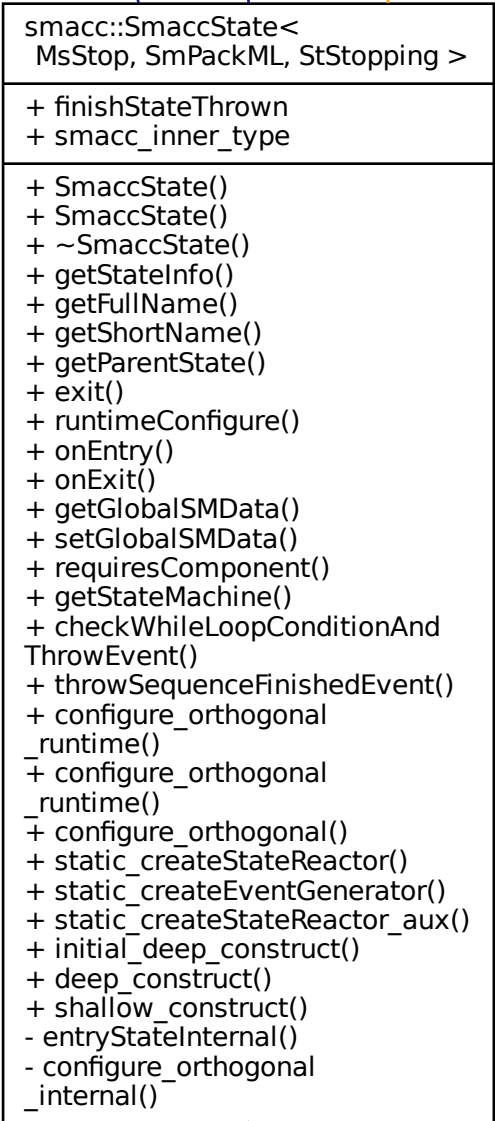 smacc::SmaccState<
MsStop, SmPackML, StStopping >
+ finishStateThrown
+ smacc_inner_type
+ SmaccState()
+ SmaccState()
+ ~SmaccState()
+ getStateInfo()
+ getFullName()
+ getShortName()
+ getParentState()
+ exit()
+ runtimeConfigure()
+ onEntry()
+ onExit()
+ getGlobalSMData()
+ setGlobalSMData()
+ requiresComponent()
+ getStateMachine()
+ checkWhileLoopConditionAnd
ThrowEvent()
+ throwSequenceFinishedEvent()
+ configure_orthogonal
_runtime()
+ configure_orthogonal
_runtime()
+ configure_orthogonal()
+ static_createStateReactor()
+ static_createEventGenerator()
+ static_createStateReactor_aux()
+ initial_deep_construct()
+ deep_construct()
+ shallow_construct()
- entryStateInternal()
- configure_orthogonal
_internal()